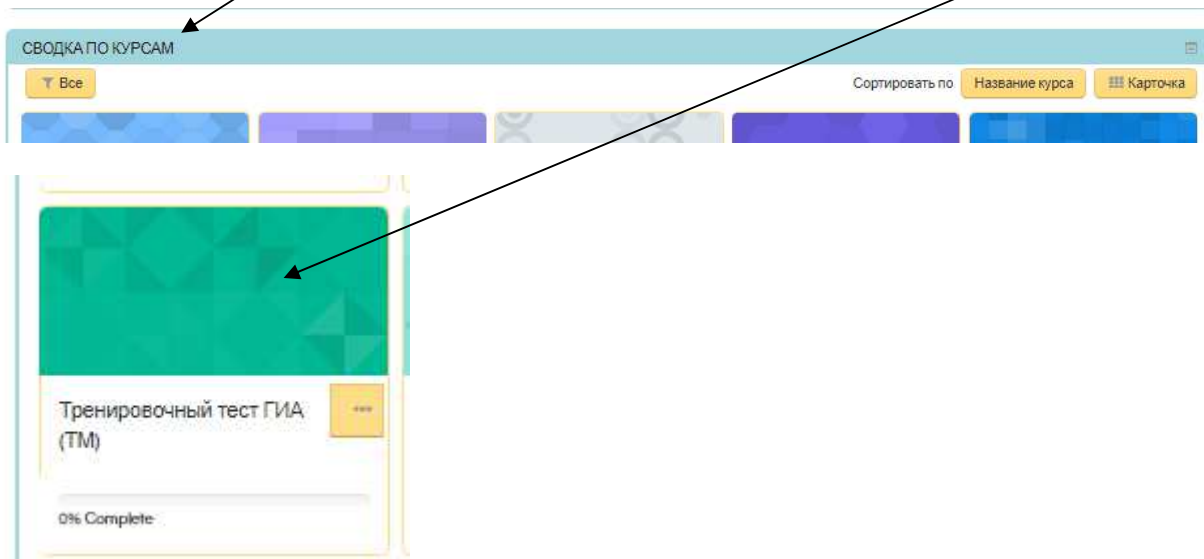 СВОДКА ПО КУРСАМ
Все
Сортировать по Название курса Карточка
Тренировочный тест ГИА
(ТМ)
0% Complete